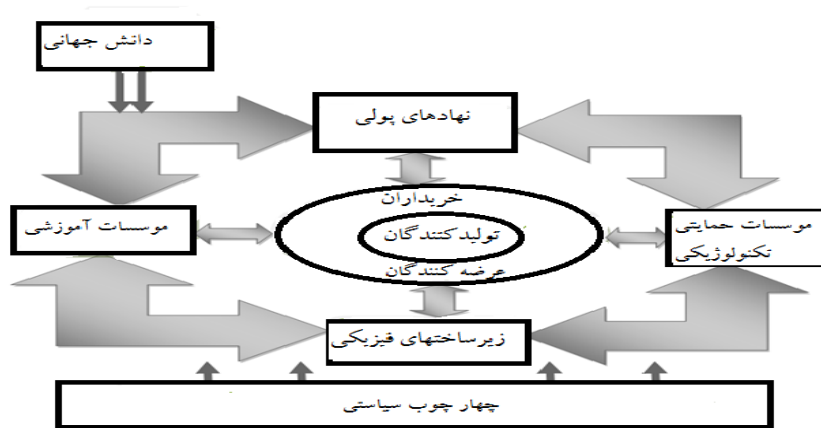 دانش جهانی
نهادهای پولی
خریداران
موسسات آموزشی
تولیدکنندگان
موسسات حمایتی
تکنولوژیکی
عرضه کنندگان
زیرساختهای فیزیکی
چهار چوب سیاستی